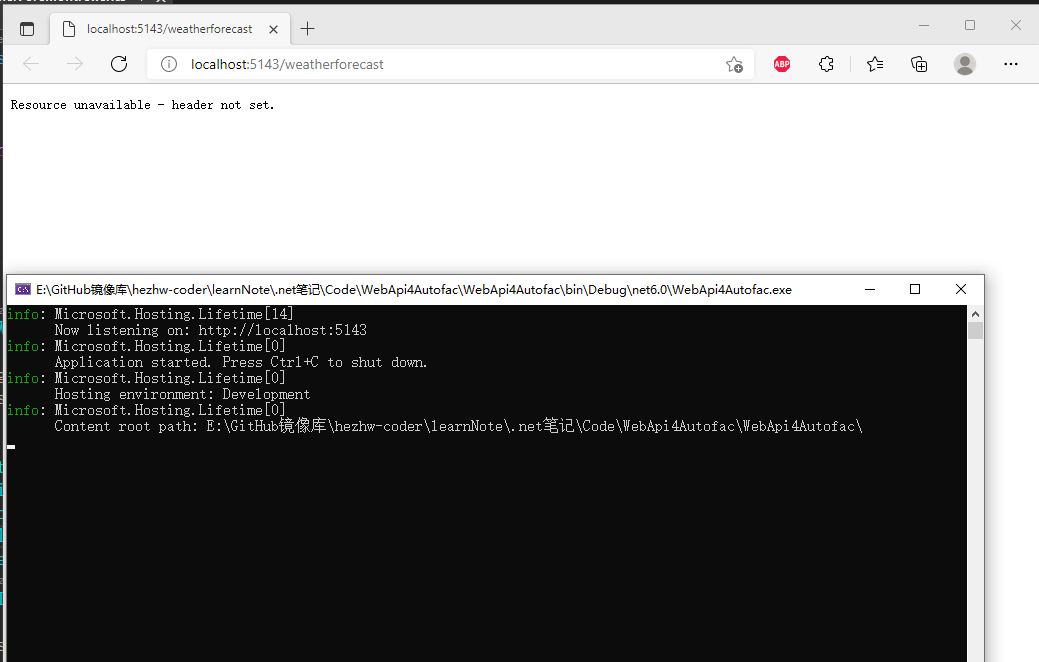 localhost:5143/weatherforecast
localhost:5143/weatherforecast
ABP
Resource unavailable - header not set.
E:\GitHub镜像库\hezhw-coder\learnNote\.net笔记\Code\WebApi4Autofac\WebApi4Autofac\bin\Debug\net6.0\WebApi4Autofac.exe
info: Microsoft.Hosting.Lifetime[14]
Now listening on: http://localhost:5143
info: Microsoft.Hosting.Lifetime[0]
Application started. Press Ctrl+C to shut down.
info: Microsoft.Hosting.Lifetime[0]
Hosting environment: Development
info: Microsoft.Hosting.Lifetime[0]
Content root path: E:\GitHub镜像库\hezhw-coder\learnNote\.net笔记\Code\WebApi4Autofac\WebApi4Autofac\